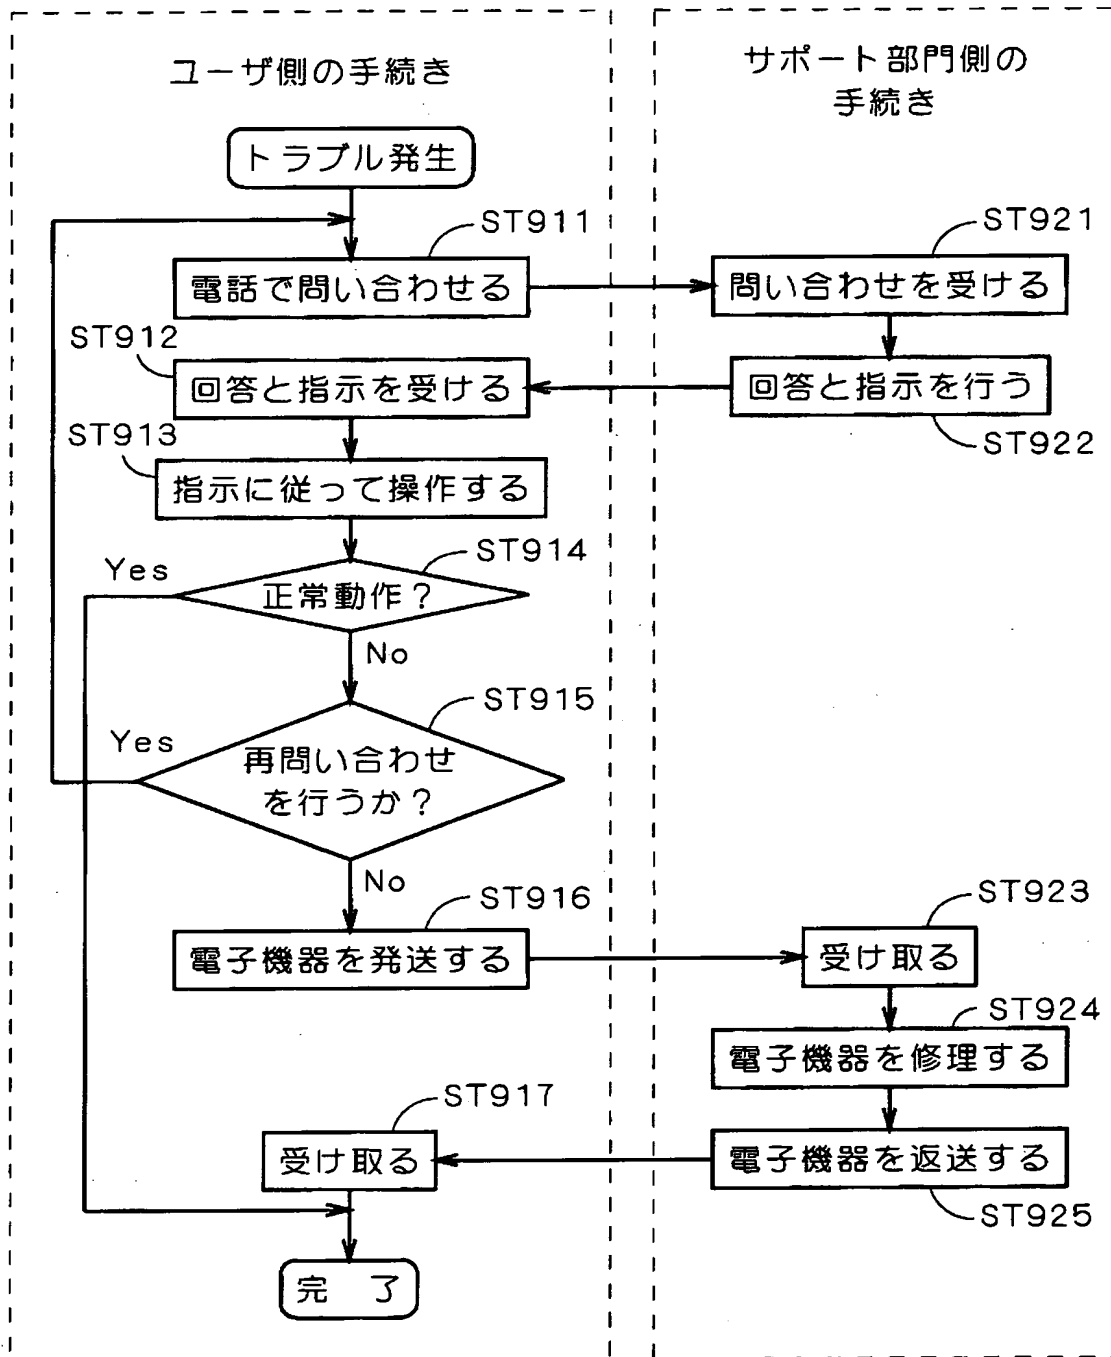 ユーザ側の手続き
サポート部門側の
手続き
トラブル発生
ST911
ST921
電話で問い合わせる
問い合わせを受ける
ST912
回答と指示を受ける
回答と指示を行う
ST913
ST922
指示に従って操作する
ST914
Yes
正常動作?
No
ST915
Yes
再問い合わせ
を行うか?
No
ST916
ST923
電子機器を発送する
受け取る
ST924
電子機器を修理する
ST917
受け取る
電子機器を返送する
ST925
完 了